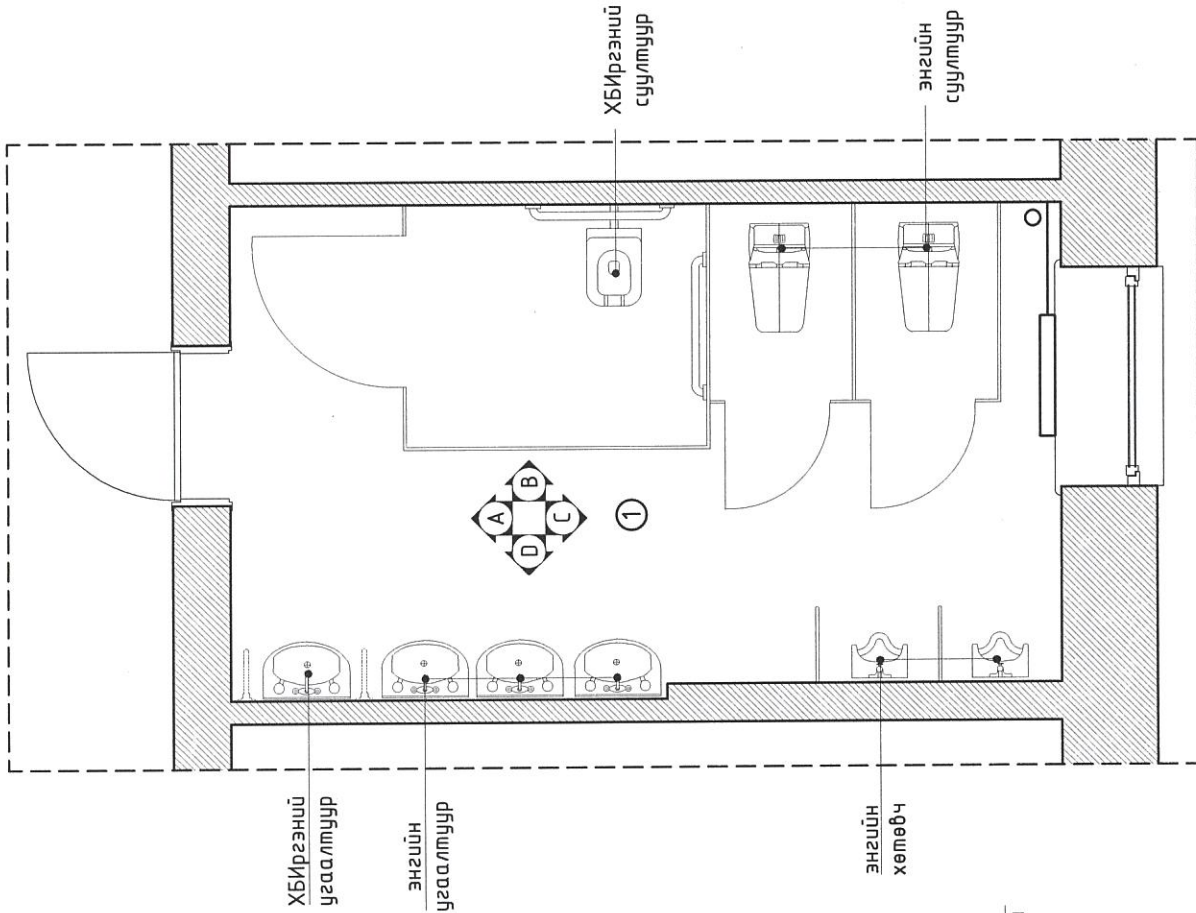 ХБИргэний
суултуур
энгийн
суултуур
A
B
C
D
1
ХБИргэний
угаалтуур
энгийн
угаалтуур
энгийн
хөтөвч